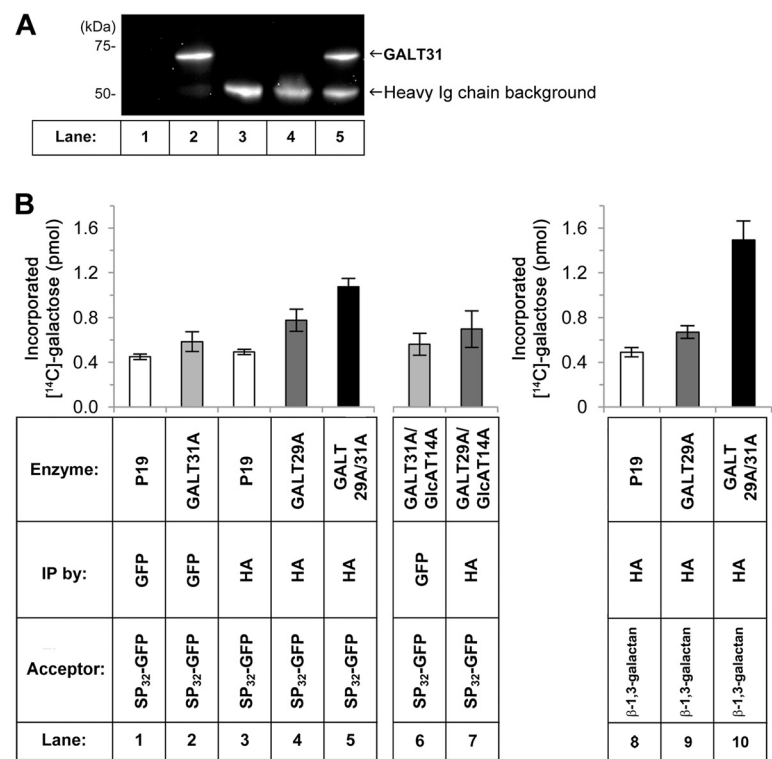 A
(kDa)
75-
←GALT31
50-
←Heavy Ig chain background
Lane: 1 2 3 4 5
B
Incorporated
[¹⁴C]-galactose (pmol)
1.6
1.2
0.8
0.4
0.0
Incorporated
[¹⁴C]-galactose (pmol)
1.6
1.2
0.8
0.4
0.0
Enzyme: P19 GALT31A P19 GALT29A GALT 29A/31A GALT31A/ GlcAT14A GALT29A/ GlcAT14A P19 GALT29A GALT 29A/31A
IP by: GFP GFP HA HA HA GFP HA HA HA HA
Acceptor: SP₃₂-GFP SP₃₂-GFP SP₃₂-GFP SP₃₂-GFP SP₃₂-GFP SP₃₂-GFP SP₃₂-GFP β-1,3-galactan β-1,3-galactan β-1,3-galactan
Lane: 1 2 3 4 5 6 7 8 9 10